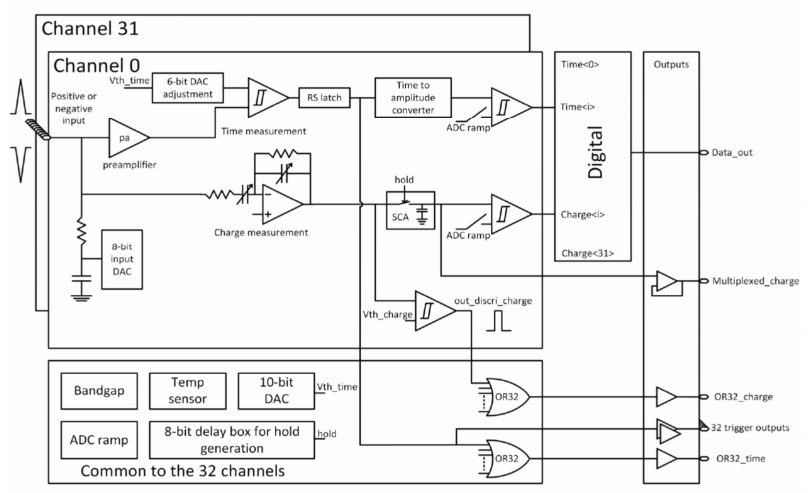 Channel 31
Channel 0
Vth_time
6-bit DAC
adjustment
RS latch
Time to
amplitude
converter
Time<0>
Outputs
Positive or
negative
input
pa
preamplifier
Time measurement
ADC ramp
Time<i>
Digital
Data_out
hold
SCA
Charge measurement
ADC ramp
Charge<i>
8-bit
input
DAC
Charge<31>
Multiplexed_charge
out_discri_charge
Vth_charge
Bandgap
Temp
sensor
10-bit
DAC
Vth_time
OR32
OR32_charge
ADC ramp
8-bit delay box for hold
generation
hold
32 trigger outputs
OR32
OR32_time
Common to the 32 channels